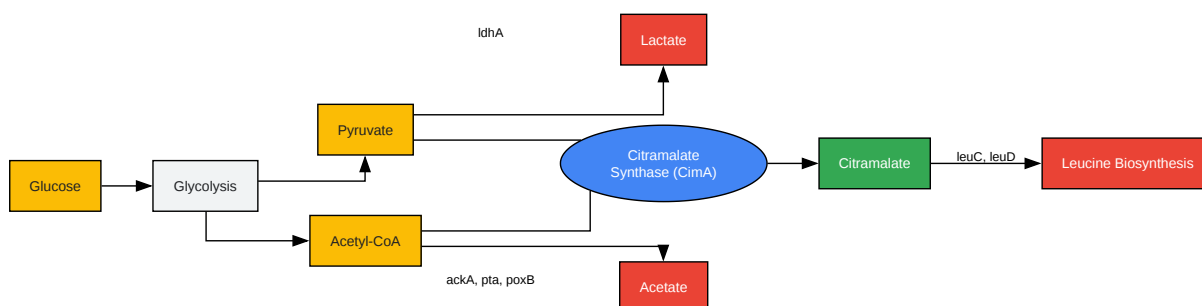 ldhA
Lactate
Pyruvate
Citramalate
Synthase (CimA)
Citramalate
leuC, leuD
Leucine Biosynthesis
Glucose
Glycolysis
Acetyl-CoA
ackA, pta, poxB
Acetate